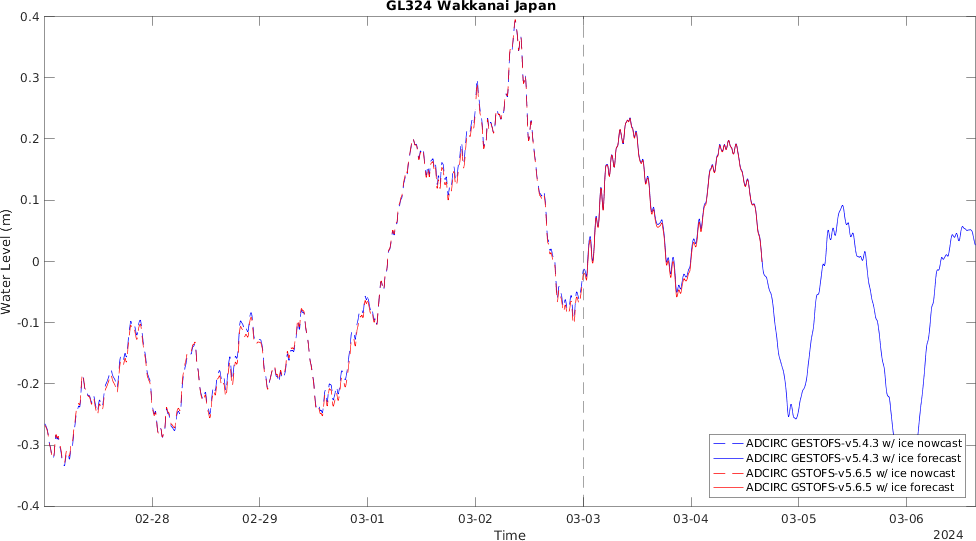 GL324 Wakkanai Japan
0.4
0.3
0.2
0.1
0
-0.1
-0.2
-0.3
-0.4
Water Level (m)
02-28
02-29
03-01
03-02
03-03
03-04
03-05
03-06
Time
2024
ADCIRC GESTOFS-v5.4.3 w/ ice nowcast
ADCIRC GESTOFS-v5.4.3 w/ ice forecast
ADCIRC GSTOFS-v5.6.5 w/ ice nowcast
ADCIRC GSTOFS-v5.6.5 w/ ice forecast